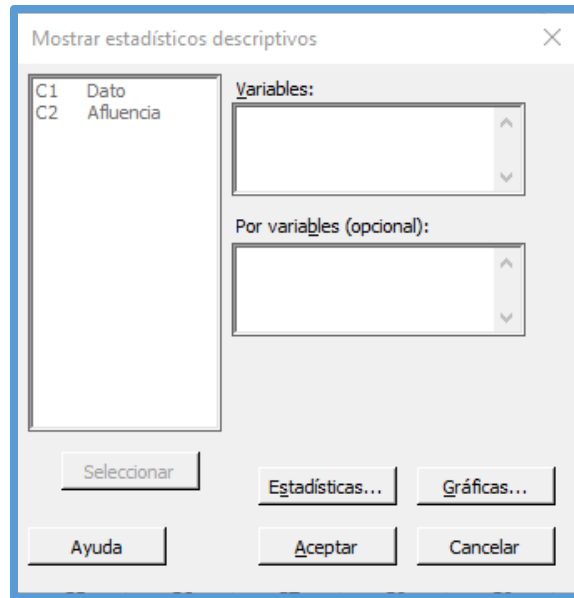 Mostrar estadísticos descriptivos
C1 Dato
C2 Afluencia
Variables:
Por variables (opcional):
Seleccionar
Estadísticas...
Gráficas...
Ayuda
Aceptar
Cancelar